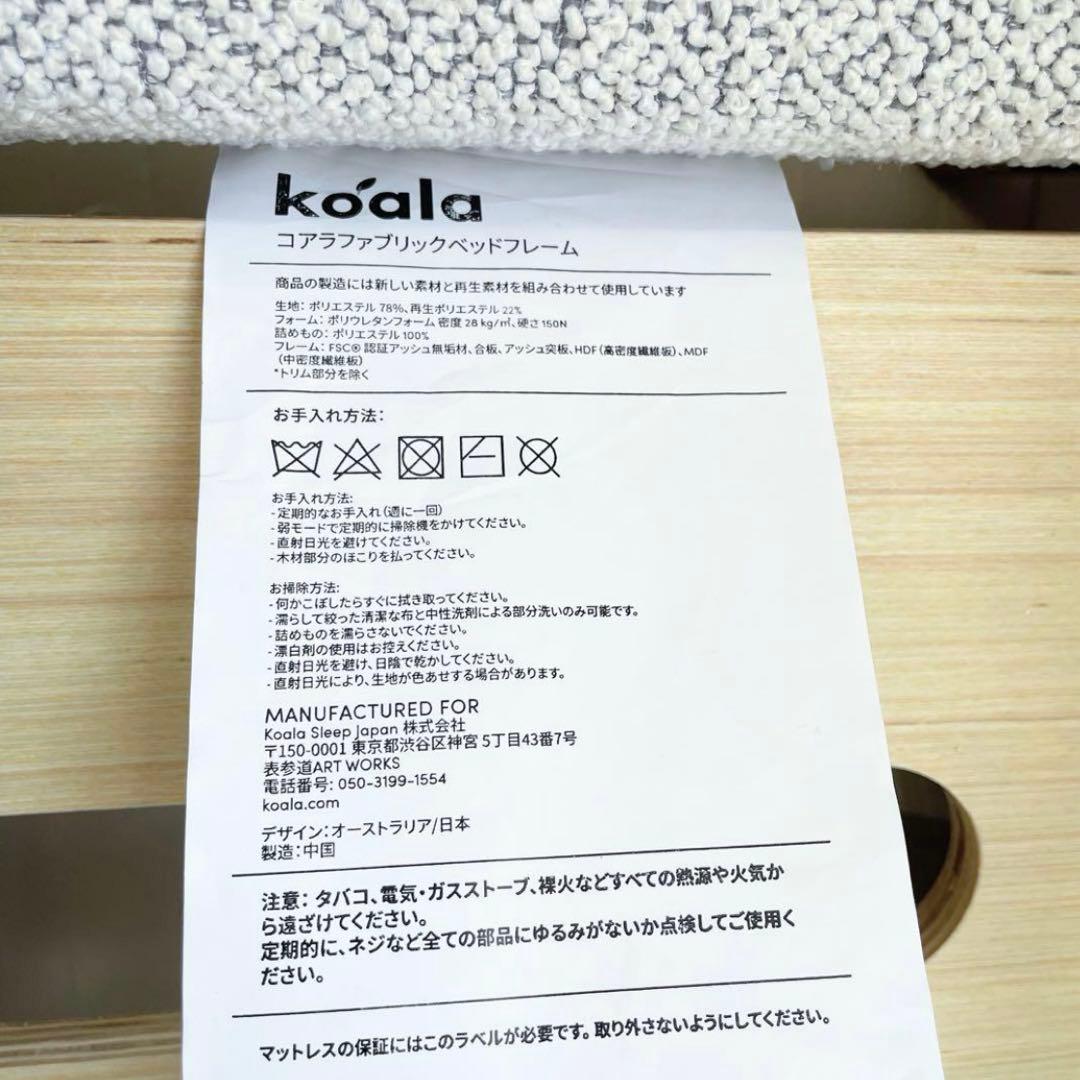 koala
コアラファブリックベッドフレーム
商品の製造には新しい素材と再生素材を組み合わせて使用しています
生地: ポリエステル 78%、再生ポリエステル 22%
フォーム: ポリウレタンフォーム 密度 28 kg/㎥、硬さ 150N
詰めもの: ポリエステル 100%
フレーム: FSC® 認証アッシュ無垢材、合板、アッシュ突板、HDF (高密度繊維板)、MDF
(中密度繊維板)
*トリム部分を除く
お手入れ方法:
お手入れ方法:
- 定期的なお手入れ (週に一回)
- 弱モードで定期的に掃除機をかけてください。
- 直射日光を避けてください。
- 木材部分のほこりを払ってください。
お掃除方法:
- 何かこぼしたらすぐに拭き取ってください。
- 濡らして絞った清潔な布と中性洗剤による部分洗いのみ可能です。
- 詰めものを濡らさないでください。
- 漂白剤の使用はお控えください。
- 直射日光を避け、日陰で乾かしてください。
- 直射日光により、生地が色あせする場合があります。
MANUFACTURED FOR
Koala Sleep Japan 株式会社
〒150-0001 東京都渋谷区神宮 5丁目43番7号
表参道ART WORKS
電話番号: 050-3199-1554
koala.com
デザイン: オーストラリア/日本
製造: 中国
注意: タバコ、電気・ガスストーブ、裸火などすべての熱源や火気か
ら遠ざけてください。
定期的に、ネジなど全ての部品にゆるみがないか点検してご使用く
ださい。
マットレスの保証にはこのラベルが必要です。取り外さないようにしてください。